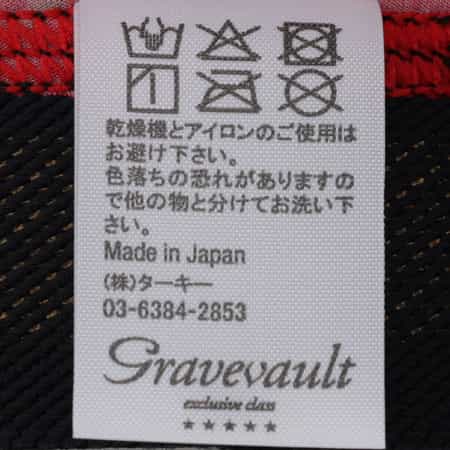 乾燥機とアイロンのご使用は
お避け下さい。
色落ちの恐れがありますの
で他の物と分けてお洗い下
さい。
Made in Japan
(株)ターキー
03-6384-2853
Gravevault
exclusive class